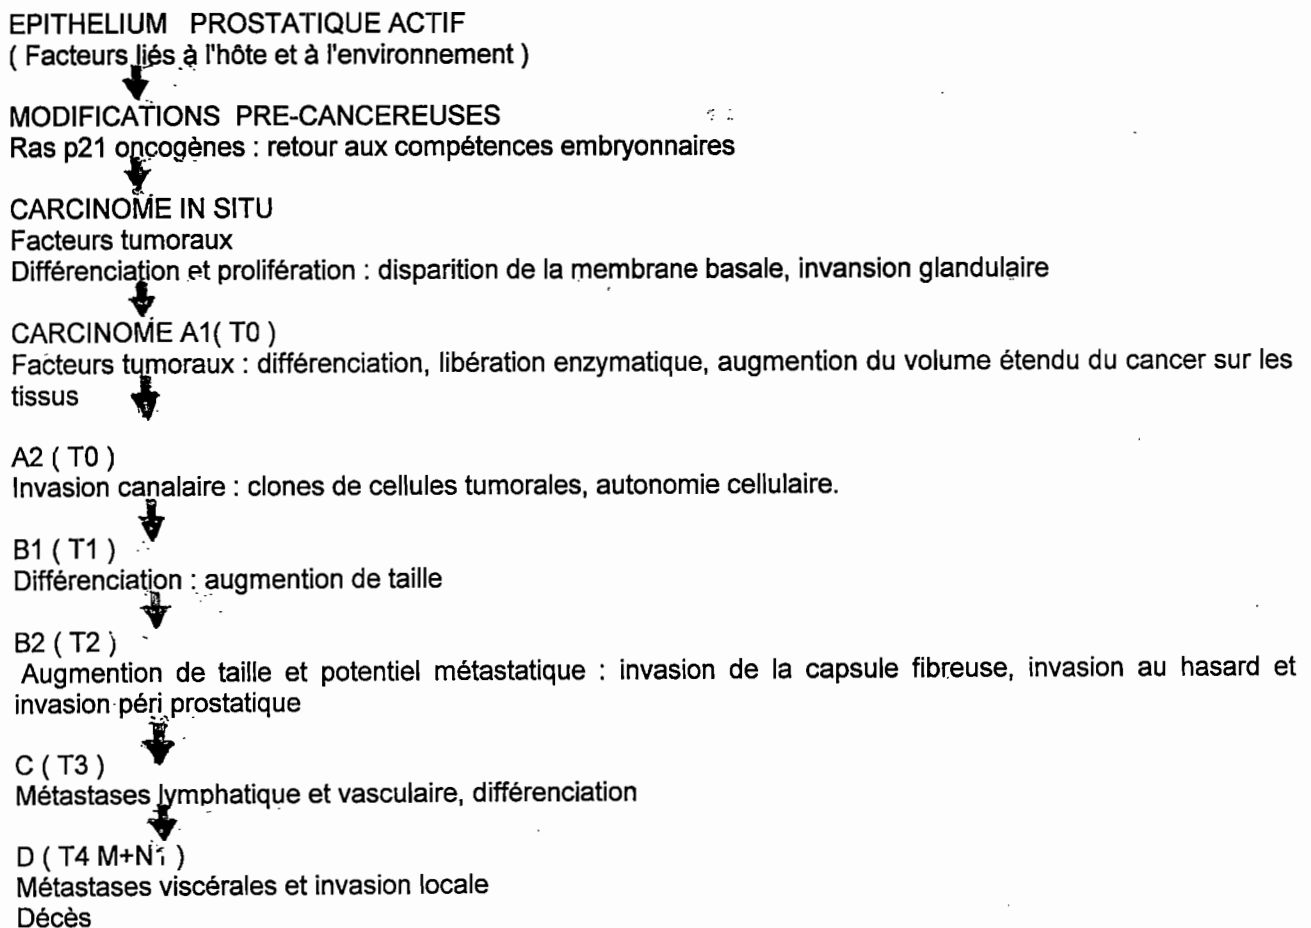 EPITHELIUM PROSTATIQUE ACTIF
( Facteurs liés à l'hôte et à l'environnement )
MODIFICATIONS PRE-CANCEREUSES
Ras p21 oncogènes : retour aux compétences embryonnaires
CARCINOME IN SITU
Facteurs tumoraux
Différenciation et prolifération : disparition de la membrane basale, invansion glandulaire
CARCINOME A1( T0 )
Facteurs tumoraux : différenciation, libération enzymatique, augmention du volume étendu du cancer sur les
tissus
A2 ( T0 )
Invasion canalaire : clones de cellules tumorales, autonomie cellulaire.
B1 ( T1 )
Différenciation : augmention de taille
B2 ( T2 )
Augmention de taille et potentiel métastatique : invasion de la capsule fibreuse, invasion au hasard et
invasion péri prostatique
C ( T3 )
Métastases lymphatique et vasculaire, différenciation
D ( T4 M+N1 )
Métastases viscérales et invasion locale
Décès